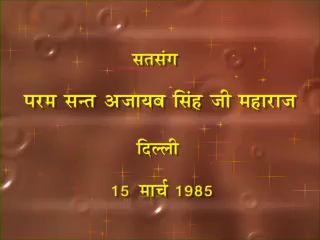 सतसंग
परम सन्त अजायब सिंह जी महाराज
दिल्ली
15 मार्च 1985